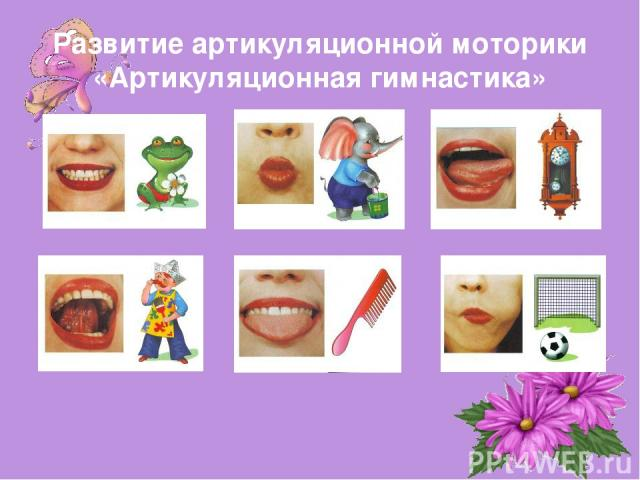 Развитие артикуляционной моторики
«Артикуляционная гимнастика»
PPt4WEB.ru